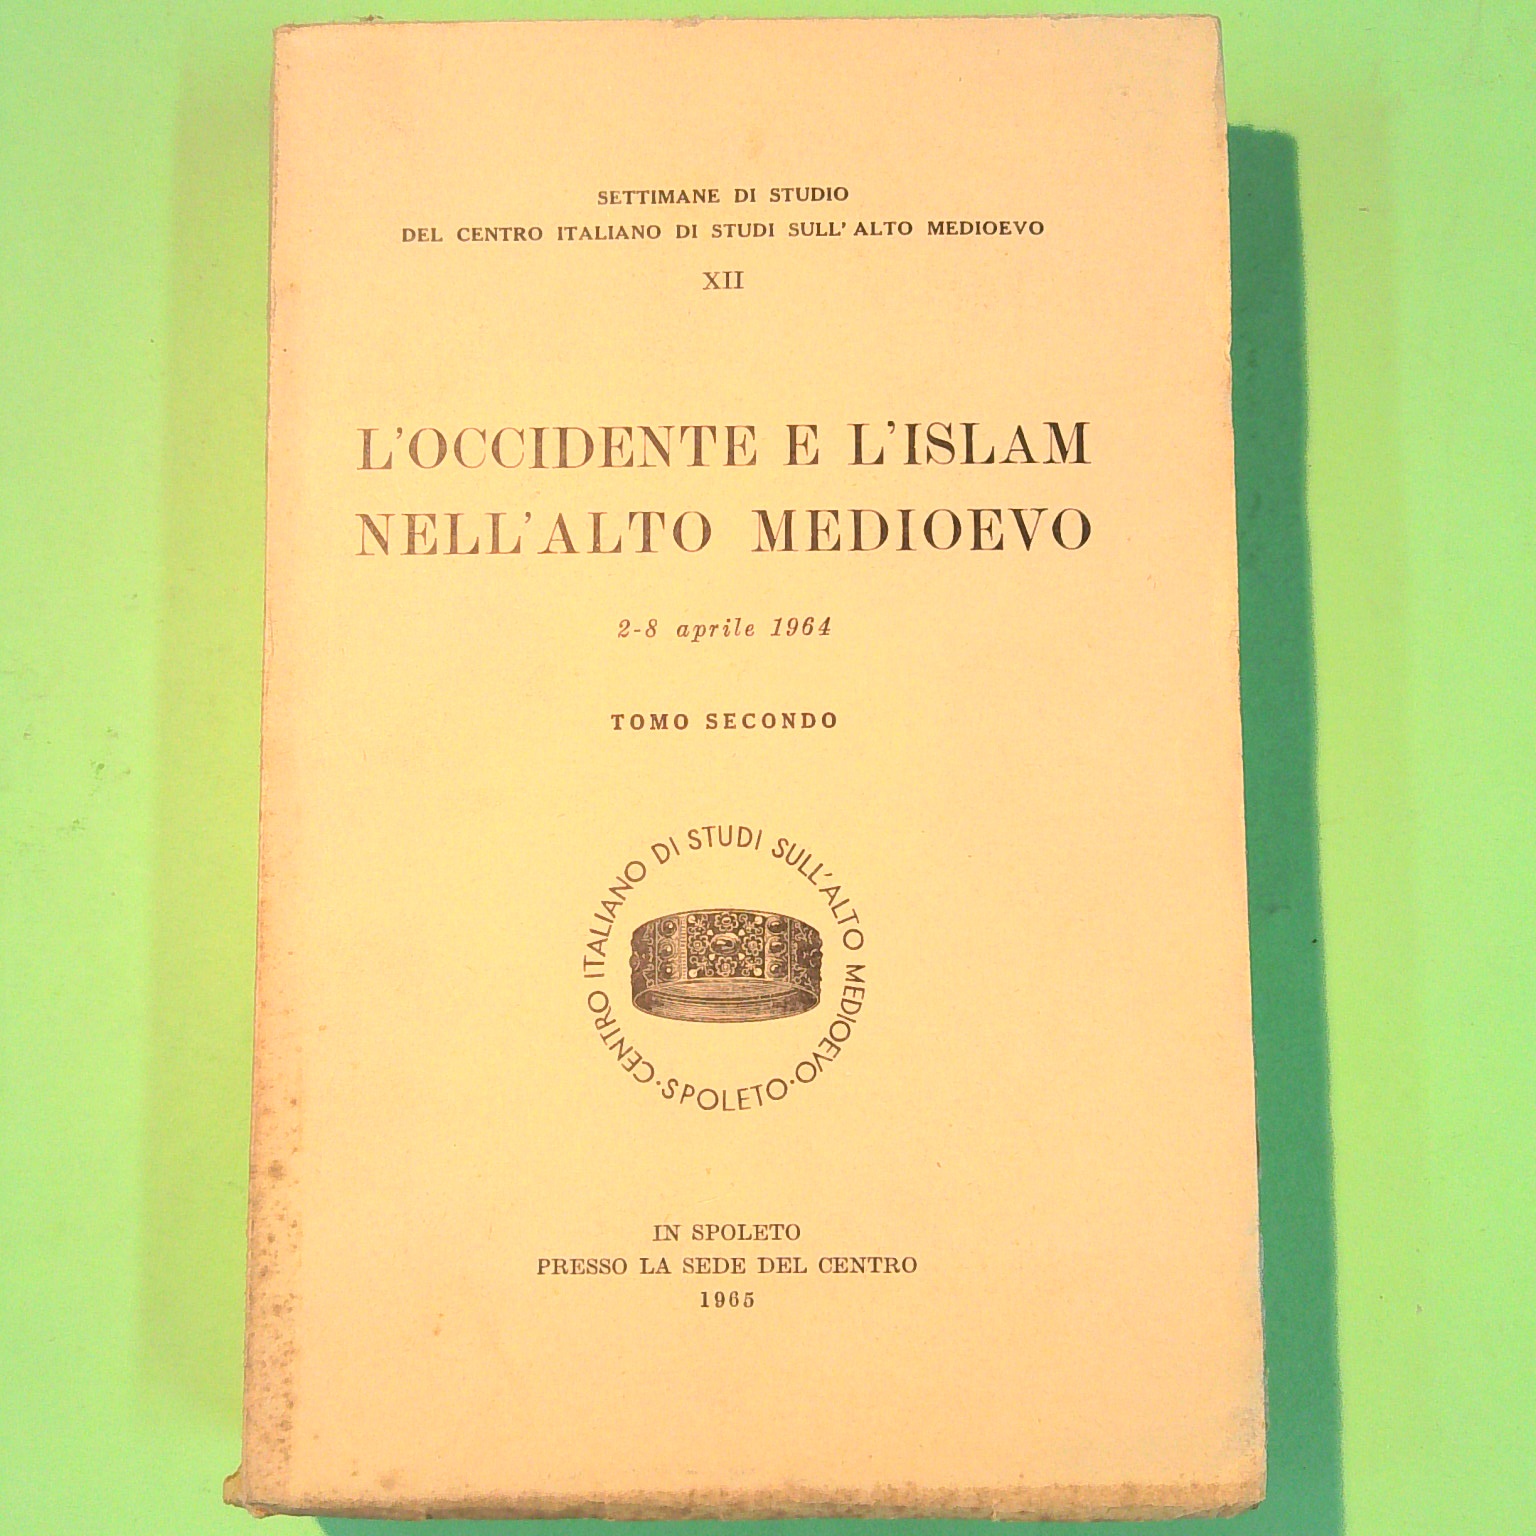 SETTIMANE DI STUDIO
DEL CENTRO ITALIANO DI STUDI SULL'ALTO MEDIOEVO
XII
L'OCCIDENTE E L'ISLAM
NELL'ALTO MEDIOEVO
2-8 aprile 1964
TOMO SECONDO
CENTRO ITALIANO DI STUDI SULL'ALTO MEDIOEVO·SPOLETO·
IN SPOLETO
PRESSO LA SEDE DEL CENTRO
1965